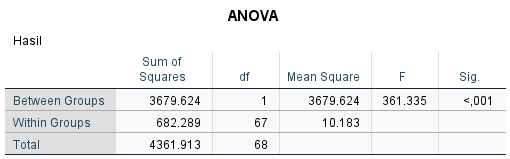 ANOVA
Hasil
Sum of Squares df Mean Square F Sig.
Between Groups 3679.624 1 3679.624 361.335 <,001
Within Groups 682.289 67 10.183
Total 4361.913 68